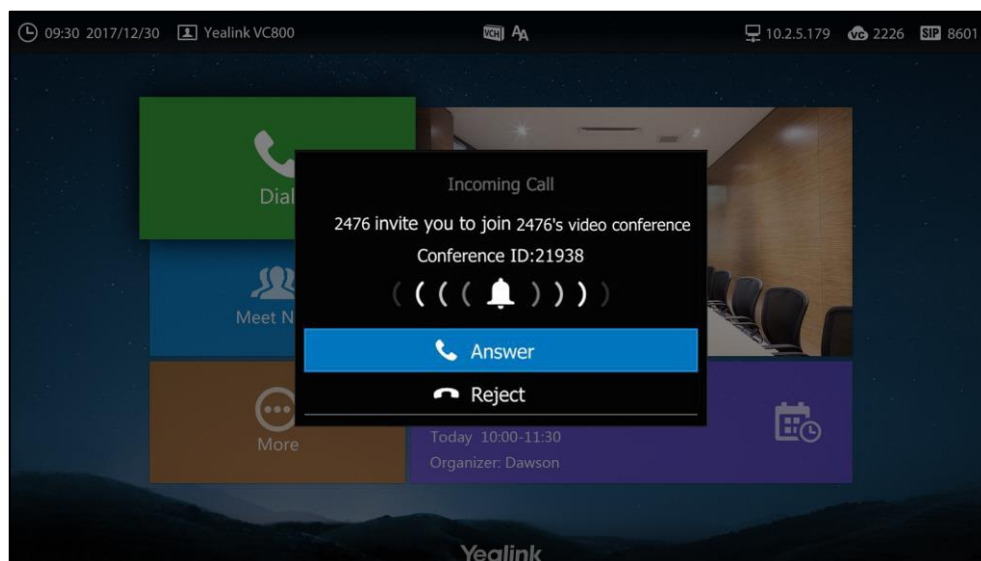 09:30 2017/12/30 Yealink VC800 VCH AA 10.2.5.179 VC 2226 SIP 8601
Dial
Incoming Call
2476 invite you to join 2476's video conference
Conference ID:21938
Meet N
Answer
Reject
More
Today 10:00-11:30
Organizer: Dawson
Yealink